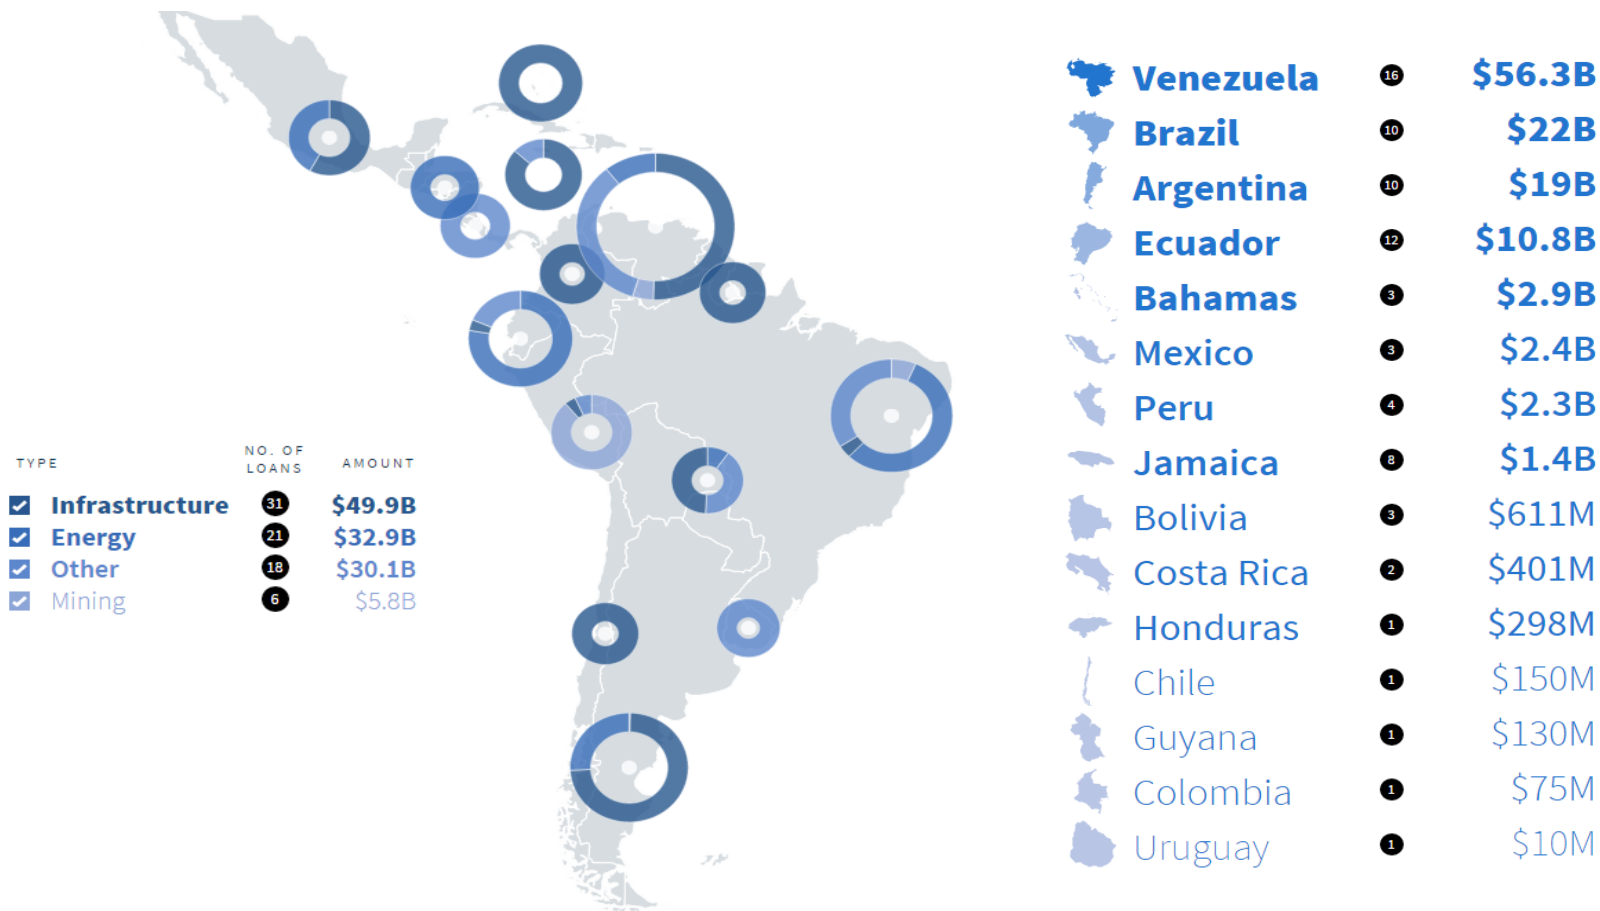 TYPE NO. OF LOANS AMOUNT
Infrastructure 31 $49.9B
Energy 21 $32.9B
Other 18 $30.1B
Mining 6 $5.8B
Venezuela 16 $56.3B
Brazil 10 $22B
Argentina 10 $19B
Ecuador 12 $10.8B
Bahamas 3 $2.9B
Mexico 3 $2.4B
Peru 4 $2.3B
Jamaica 8 $1.4B
Bolivia 3 $611M
Costa Rica 2 $401M
Honduras 1 $298M
Chile 1 $150M
Guyana 1 $130M
Colombia 1 $75M
Uruguay 1 $10M